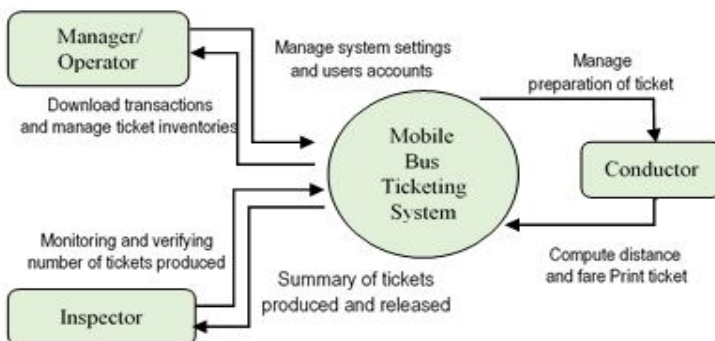 Manager/
Operator
Manage system settings
and users accounts
Download transactions
and manage ticket inventories
Manage
preparation of ticket
Mobile
Bus
Ticketing
System
Conductor
Compute distance
and fare Print ticket
Monitoring and verifying
number of tickets produced
Summary of tickets
produced and released
Inspector